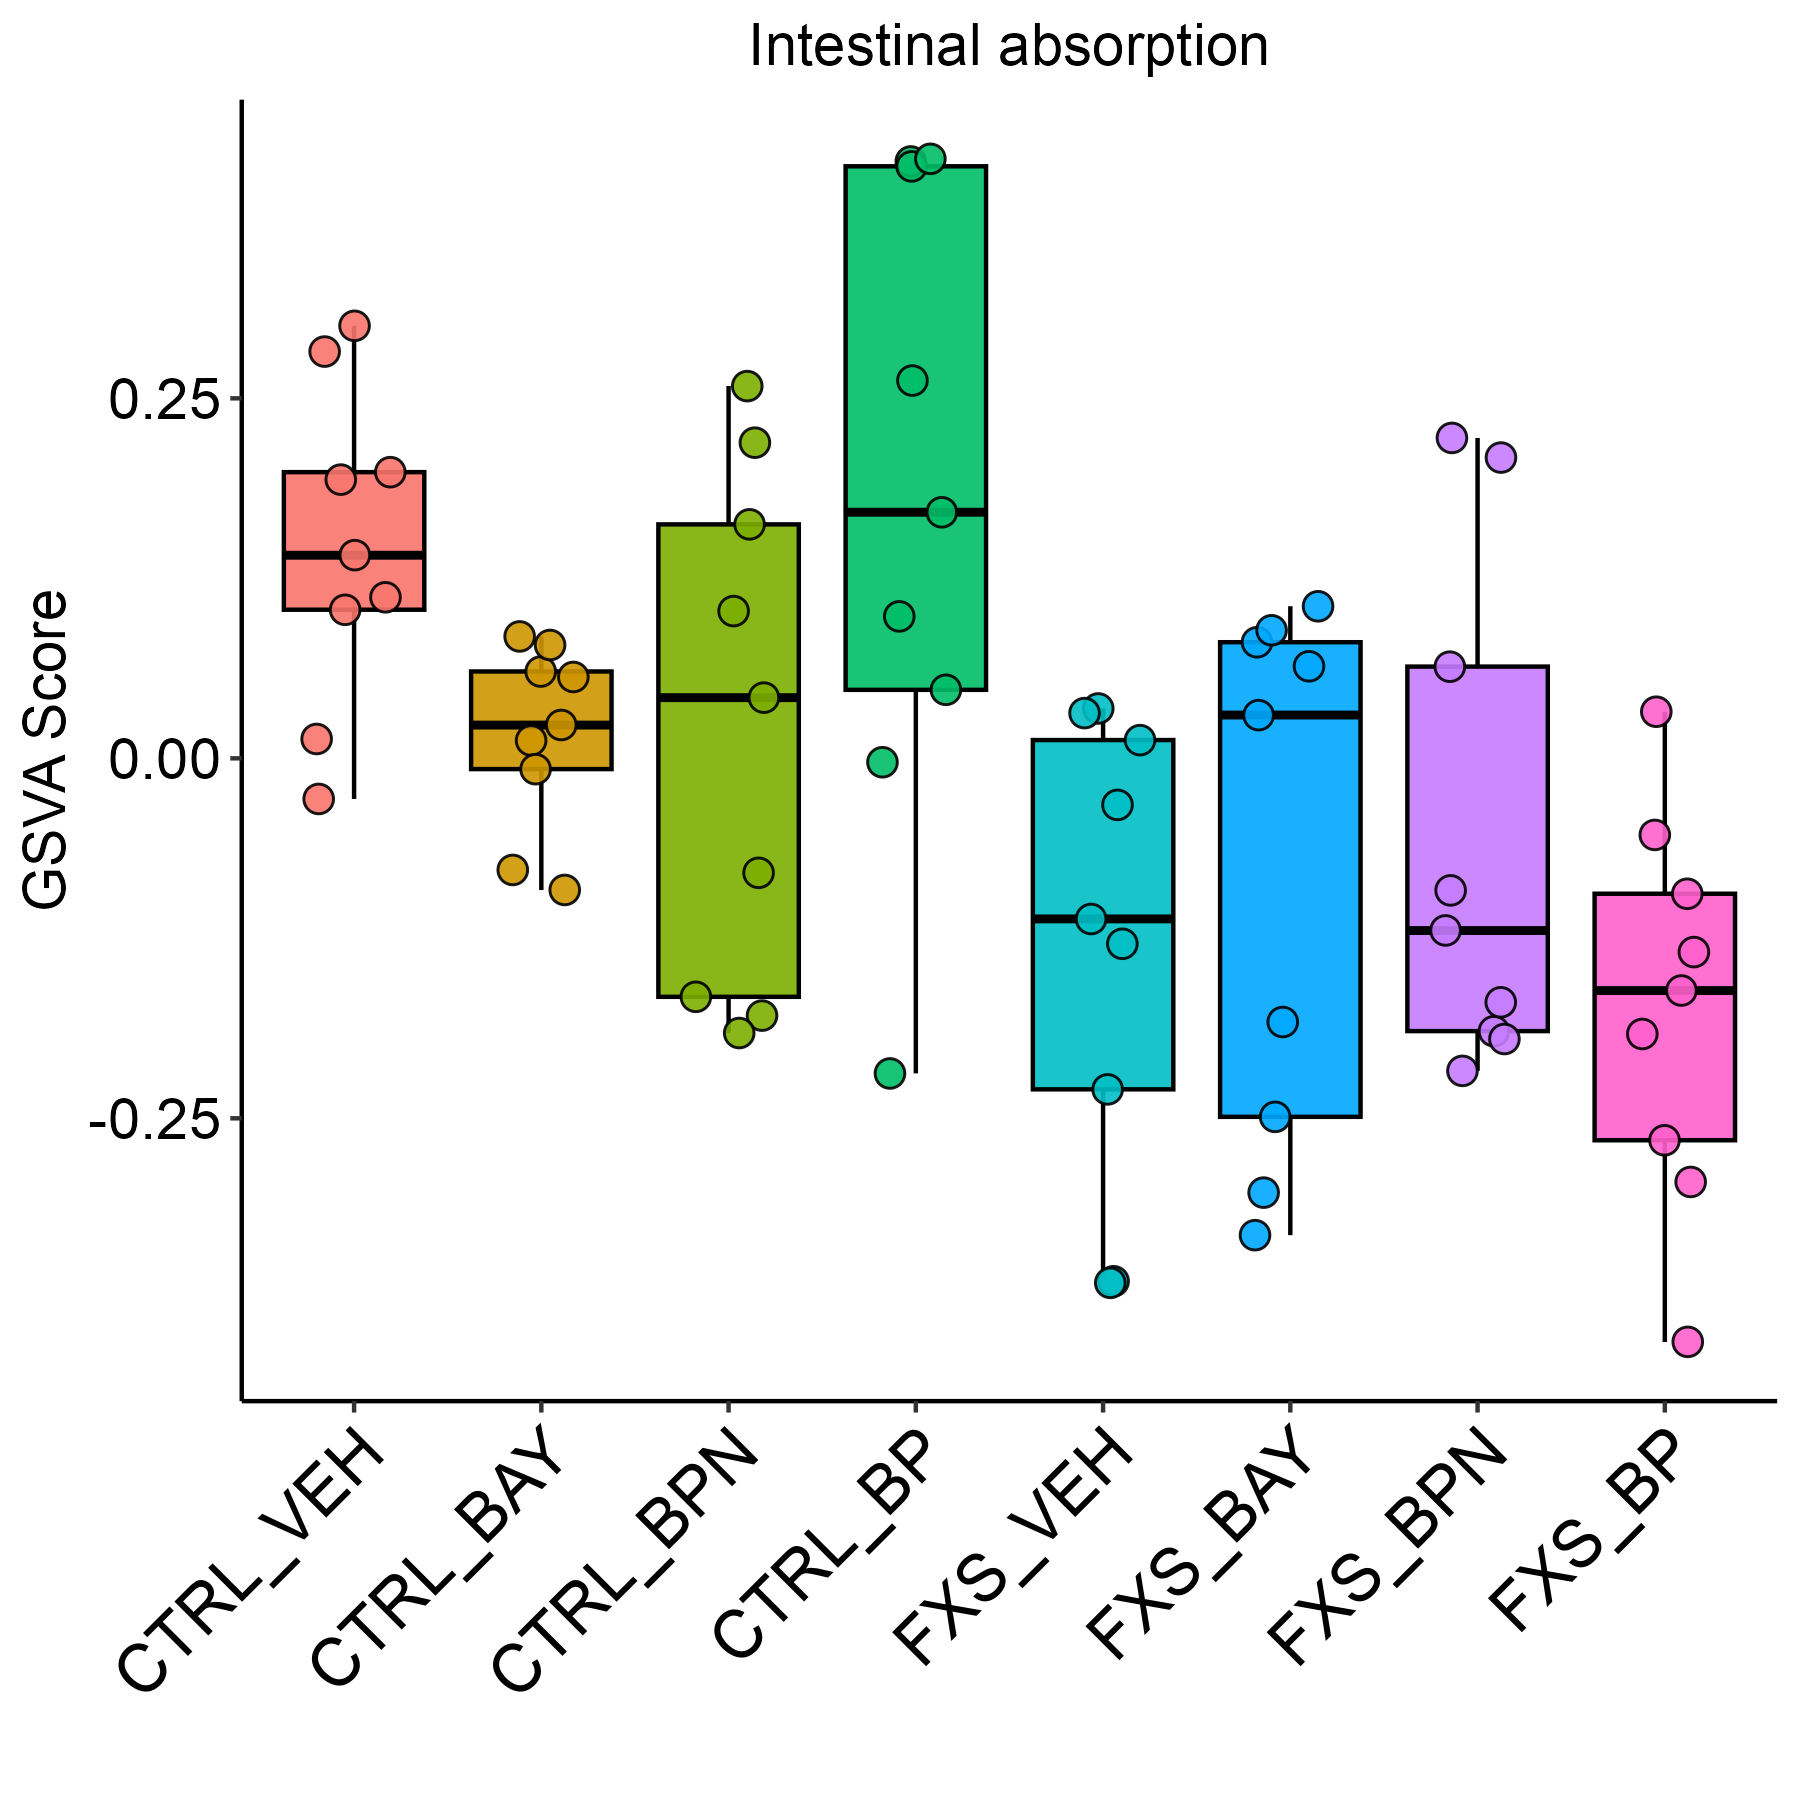 Intestinal absorption
GSVA Score
0.25
0.00
-0.25
CTRL_VEH
CTRL_BAY
CTRL_BPN
CTRL_BP
FXS_VEH
FXS_BAY
FXS_BPN
FXS_BP